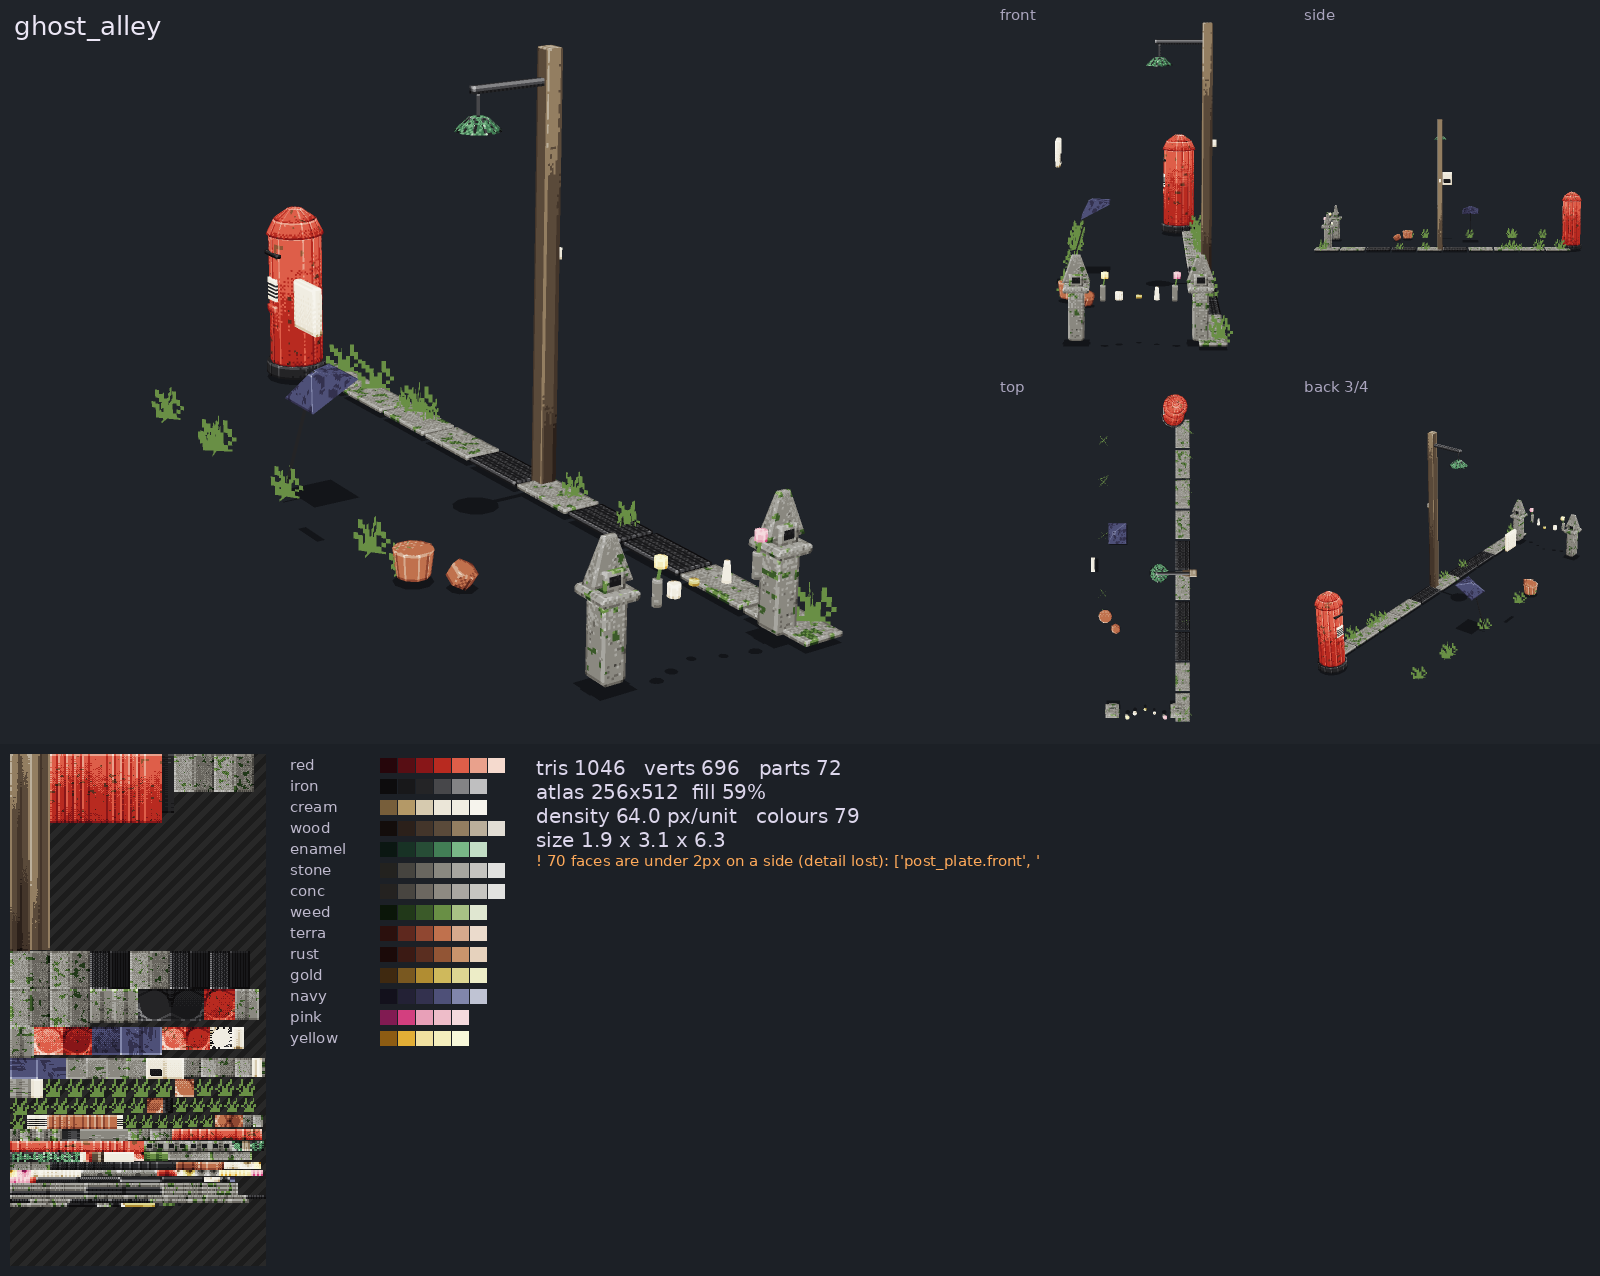 ghost_alley
front
side
top
back 3/4
red
iron
cream
wood
enamel
stone
conc
weed
terra
rust
gold
navy
pink
yellow
tris 1046 verts 696 parts 72
atlas 256x512 fill 59%
density 64.0 px/unit colours 79
size 1.9 x 3.1 x 6.3
! 70 faces are under 2px on a side (detail lost): ['post_plate.front', '